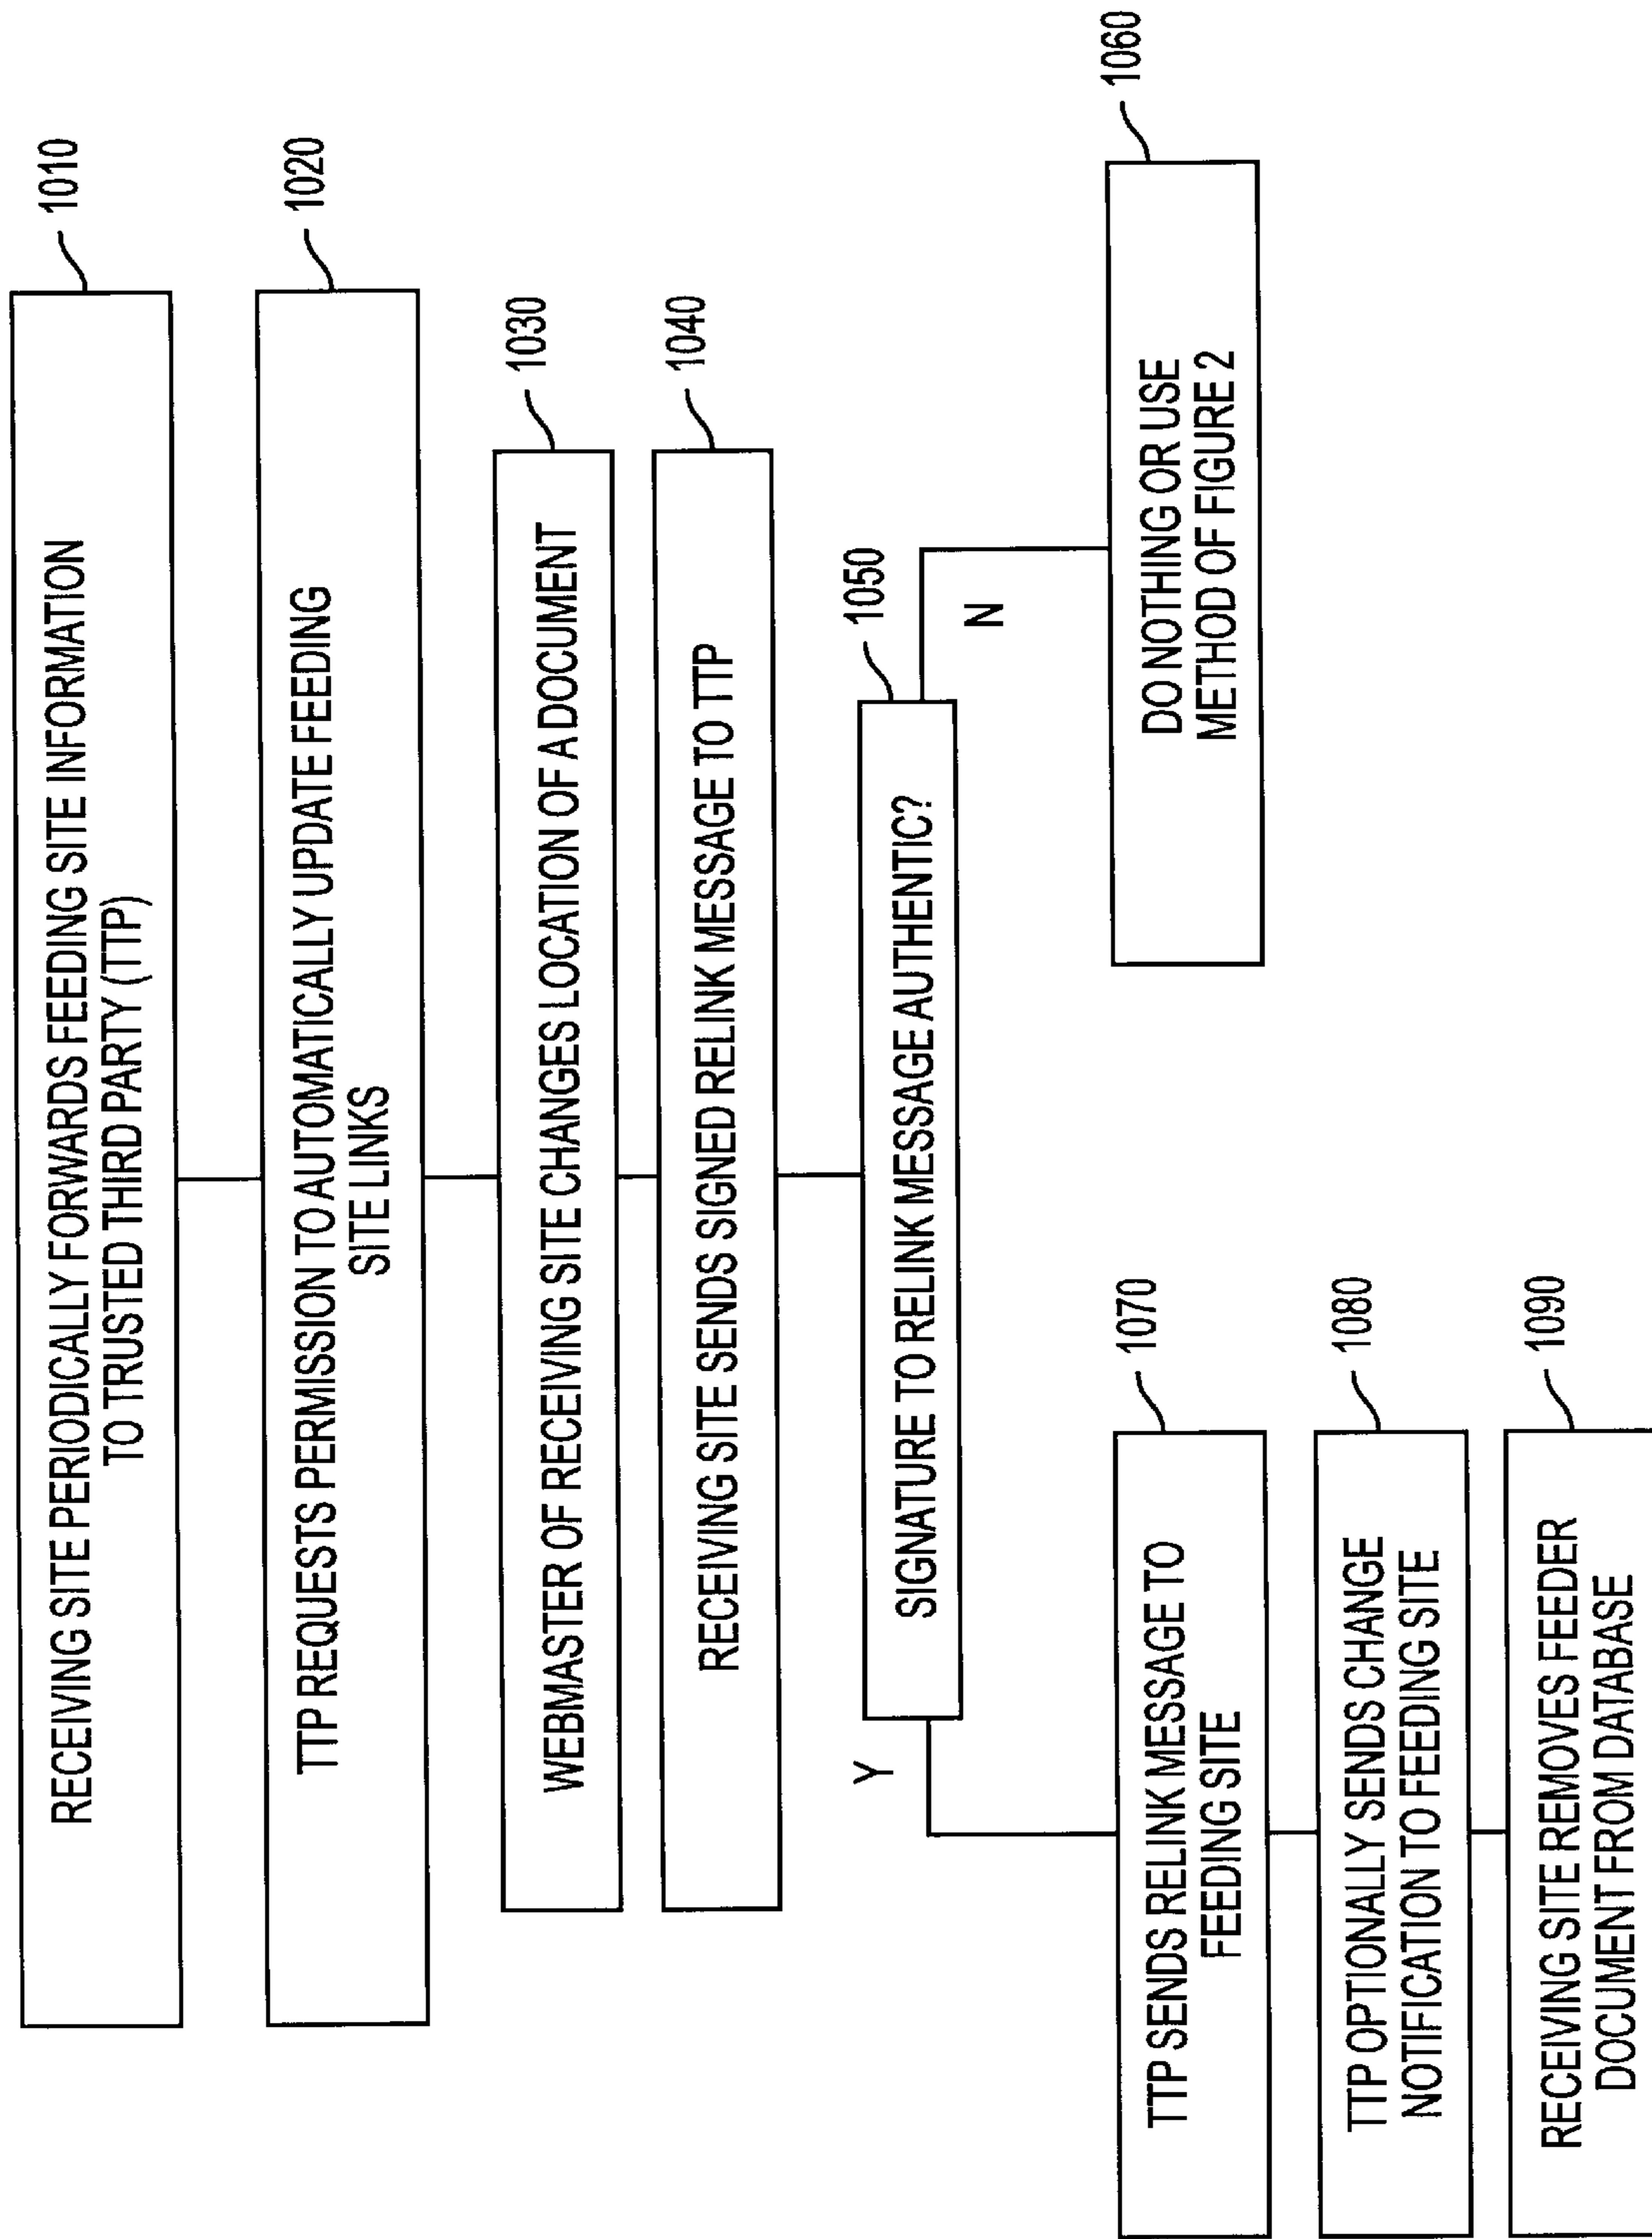 RECEIVING SITE PERIODICALLY FORWARDS FEEDING SITE INFORMATION
TO TRUSTED THIRD PARTY (TTP)
1010
TTP REQUESTS PERMISSION TO AUTOMATICALLY UPDATE FEEDING
SITE LINKS
1020
WEBMASTER OF RECEIVING SITE CHANGES LOCATION OF A DOCUMENT
1030
RECEIVING SITE SENDS SIGNED RELINK MESSAGE TO TTP
1040
SIGNATURE TO RELINK MESSAGE AUTHENTIC?
1050
Y
N
DO NOTHING OR USE
METHOD OF FIGURE 2
1060
TTP SENDS RELINK MESSAGE TO
FEEDING SITE
1070
TTP OPTIONALLY SENDS CHANGE
NOTIFICATION TO FEEDING SITE
1080
RECEIVING SITE REMOVES FEEDER
DOCUMENT FROM DATABASE
1090